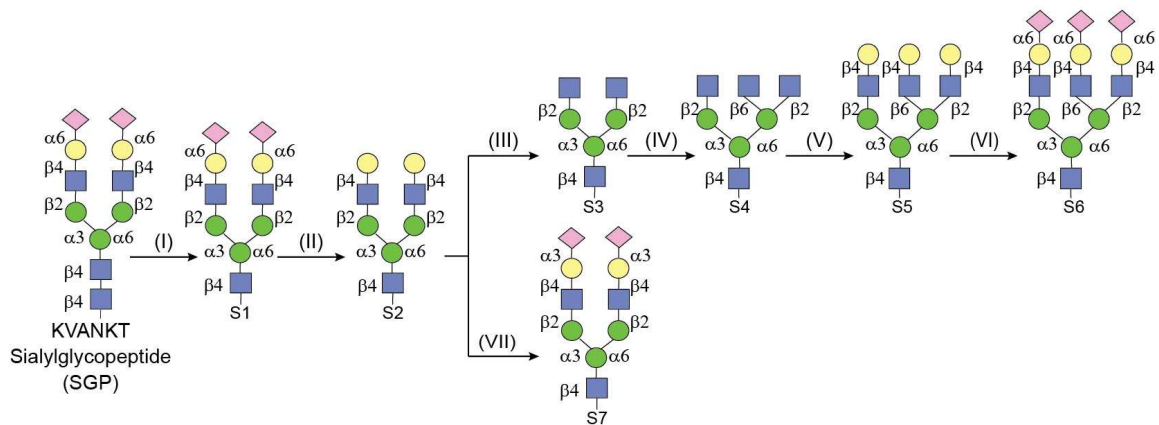 α6 α6
β4 β4
β2 β2
α3 α6
β4
β4
KVANKT
Sialylglycopeptide
(SGP)
(I)
α6 α6
β4 β4
β2 β2
α3 α6
β4
S1
(II)
β4 β4
β2 β2
α3 α6
β4
S2
(III)
β2 β2
α3 α6
β4
S3
(IV)
β2 β6 β2
α3 α6
β4
S4
(V)
β4 β4 β4
β2 β6 β2
α3 α6
β4
S5
(VI)
α6 α6 α6
β4 β4 β4
β2 β6 β2
α3 α6
β4
S6
(VII)
α3 α3
β4 β4
β2 β2
α3 α6
β4
S7